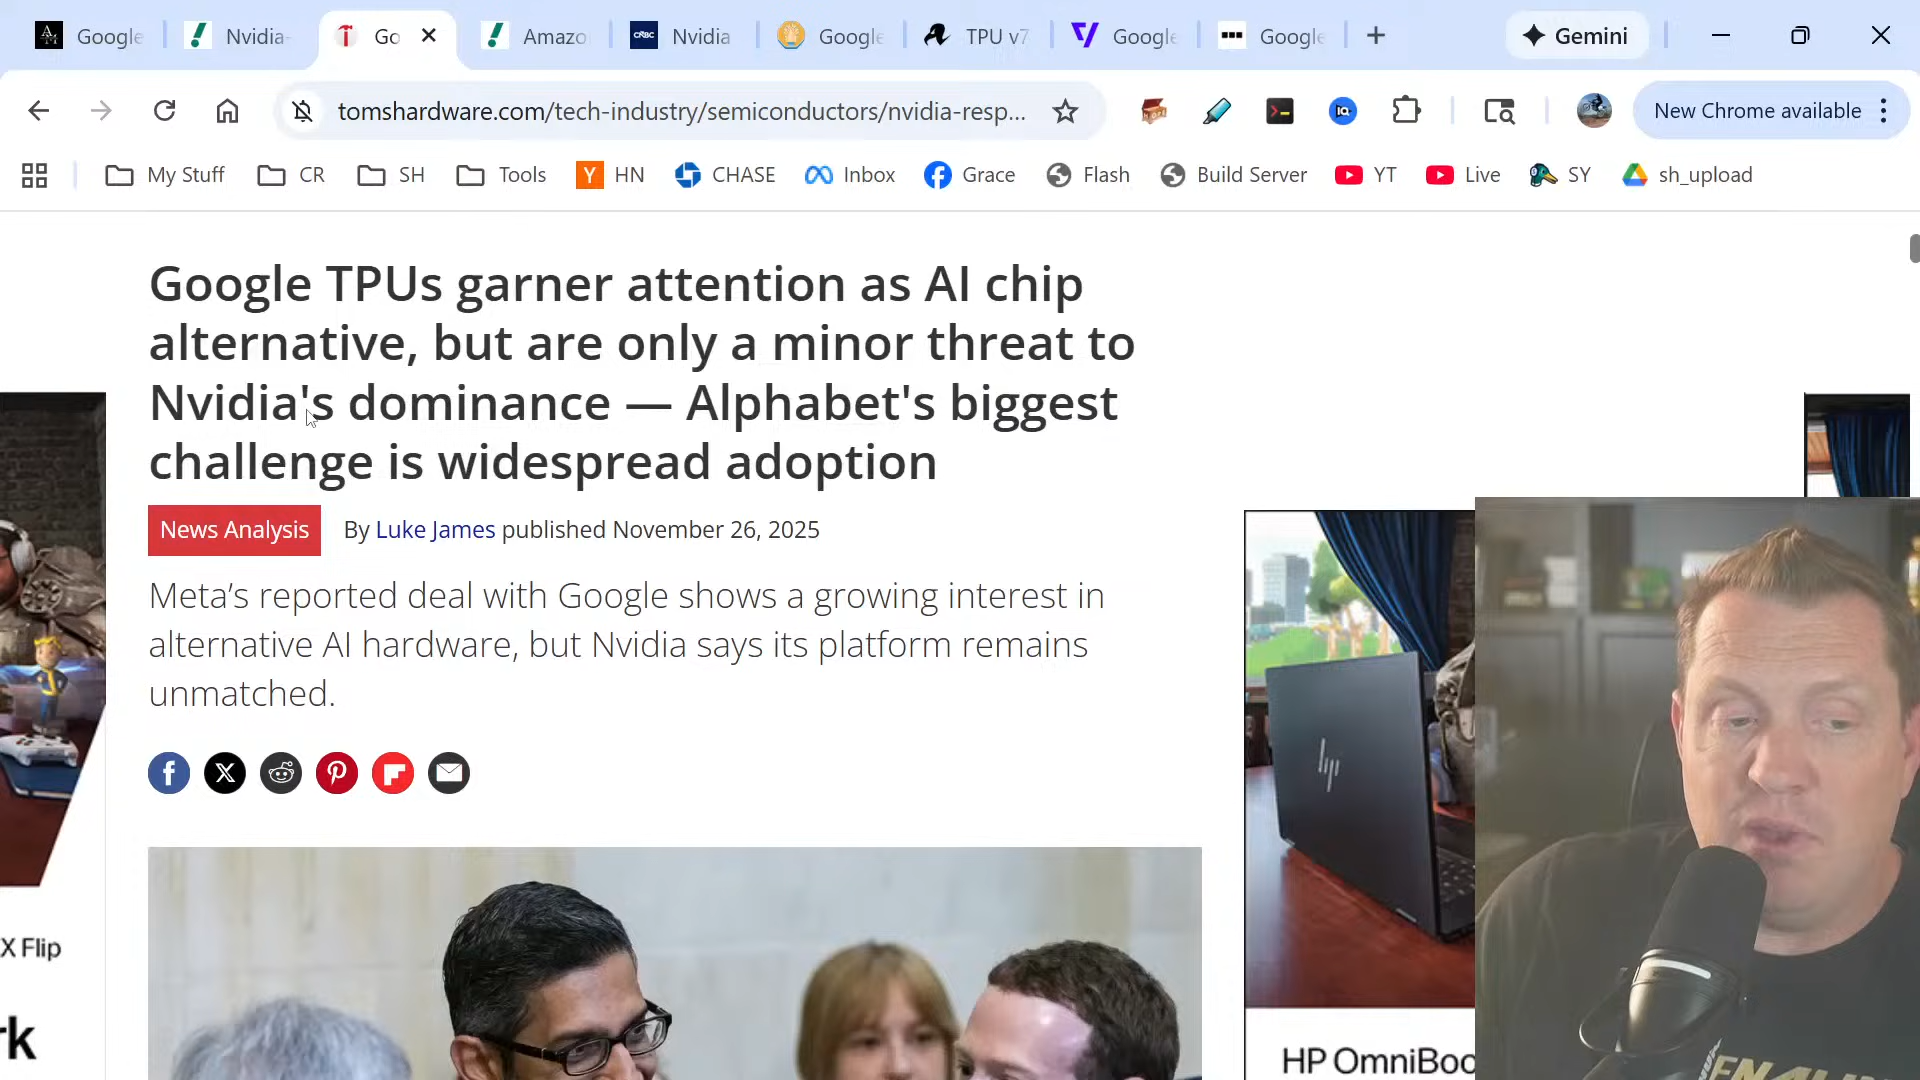 Google
Nvidia-
Go
Amazo
CNBC
Nvidia
Google
TPU v7
Google
Google
Gemini
tomshardware.com/tech-industry/semiconductors/nvidia-resp...
New Chrome available
My Stuff
CR
SH
Tools
Y
HN
CHASE
Inbox
Grace
Flash
Build Server
YT
Live
SY
sh_upload
Google TPUs garner attention as AI chip
alternative, but are only a minor threat to
Nvidia's dominance — Alphabet's biggest
challenge is widespread adoption
News Analysis
By Luke James published November 26, 2025
Meta’s reported deal with Google shows a growing interest in
alternative AI hardware, but Nvidia says its platform remains
unmatched.
hp
X Flip
rk
HP OmniBoo